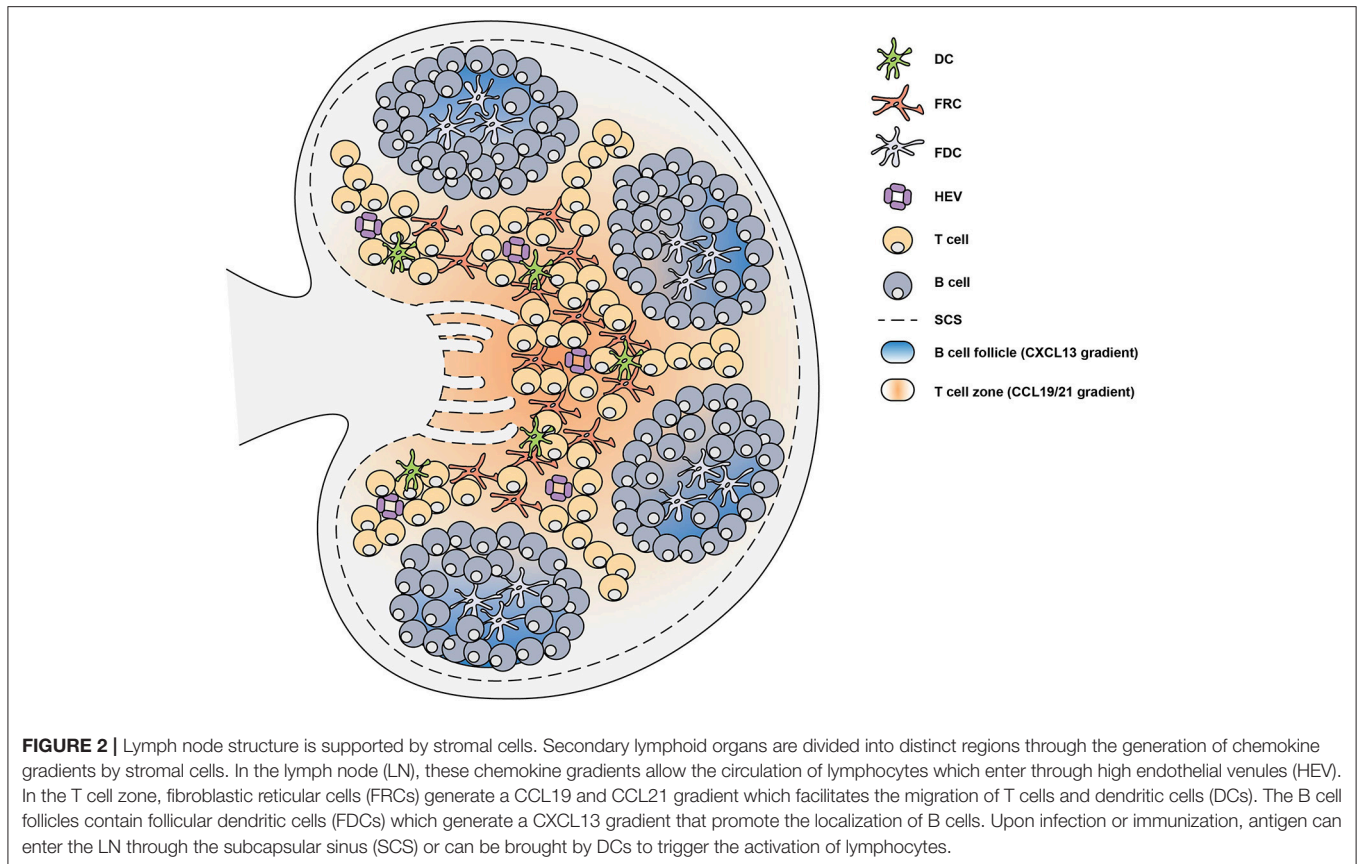 DC
FRC
FDC
HEV
T cell
B cell
SCS
B cell follicle (CXCL13 gradient)
T cell zone (CCL19/21 gradient)
FIGURE 2 | Lymph node structure is supported by stromal cells. Secondary lymphoid organs are divided into distinct regions through the generation of chemokine
gradients by stromal cells. In the lymph node (LN), these chemokine gradients allow the circulation of lymphocytes which enter through high endothelial venules (HEV).
In the T cell zone, fibroblastic reticular cells (FRCs) generate a CCL19 and CCL21 gradient which facilitates the migration of T cells and dendritic cells (DCs). The B cell
follicles contain follicular dendritic cells (FDCs) which generate a CXCL13 gradient that promote the localization of B cells. Upon infection or immunization, antigen can
enter the LN through the subcapsular sinus (SCS) or can be brought by DCs to trigger the activation of lymphocytes.